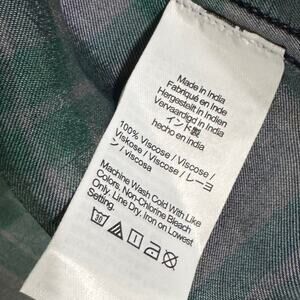 Made in India
Fabriqué en Inde
Hergestellt in Indien
Vervaardigd in India
インド製
hecho en india
100% Viscose / Viscose /
Viskose / Viscose / レーヨ
ン / viscosa
Machine Wash Cold With Like
Colors, Non-Chlorine Bleach
Only, Line Dry, Iron on Lowest
Setting.